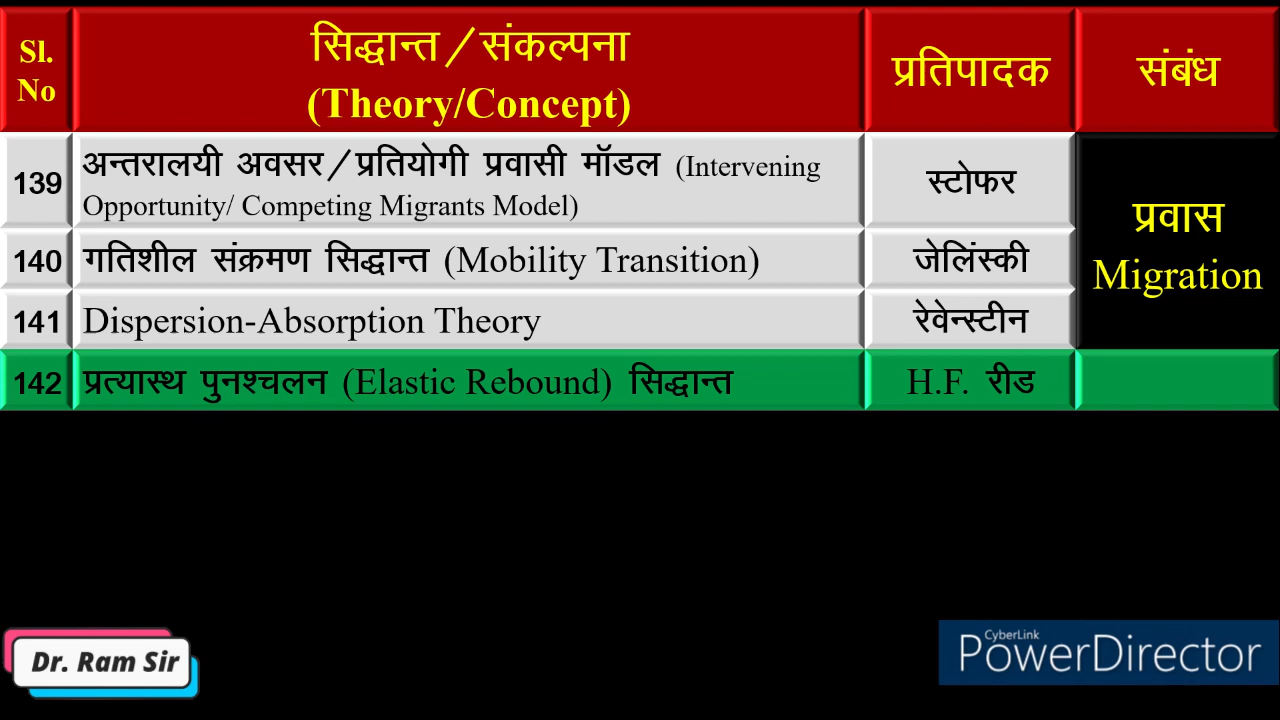 Sl. No
सिद्धान्त/संकल्पना
(Theory/Concept)
प्रतिपादक
संबंध
139
अन्तरालयी अवसर/प्रतियोगी प्रवासी मॉडल (Intervening
Opportunity/ Competing Migrants Model)
स्टोफर
प्रवास
Migration
140
गतिशील संक्रमण सिद्धान्त (Mobility Transition)
जेलिंस्की
141
Dispersion-Absorption Theory
रेवेन्स्टीन
142
प्रत्यास्थ पुनश्चलन (Elastic Rebound) सिद्धान्त
H.F. रीड
Dr. Ram Sir
CyberLink
PowerDirector